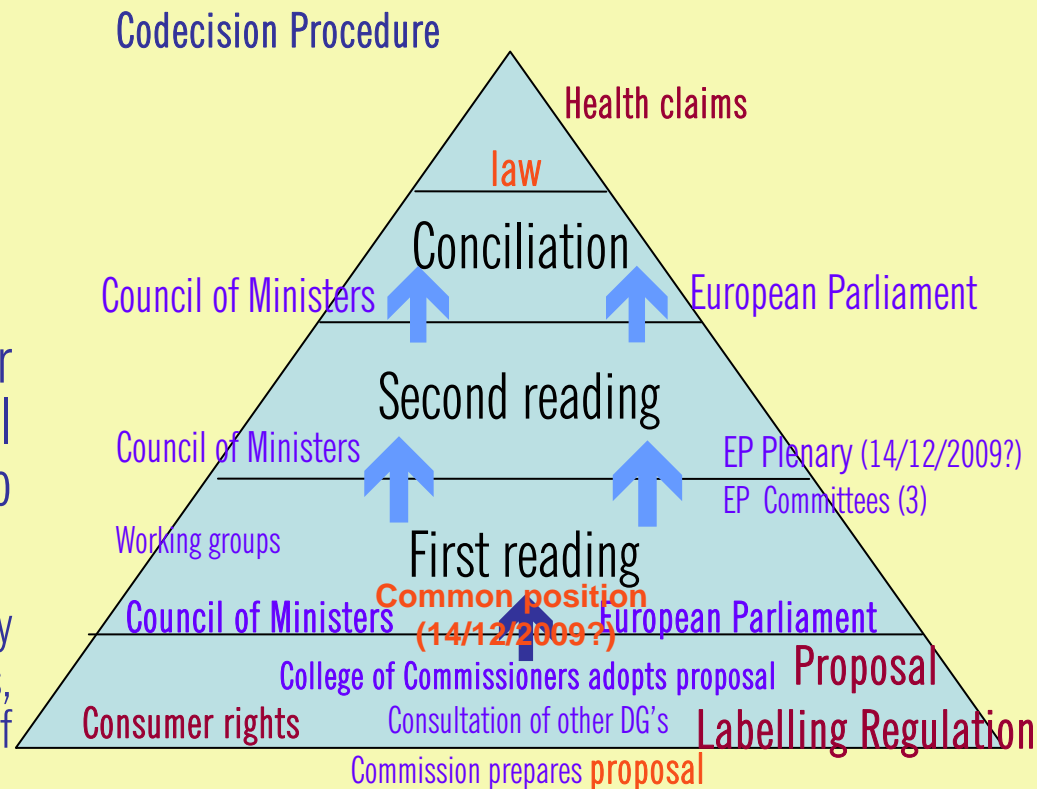 Codecision Procedure
Health claims
law
Conciliation
Council of Ministers
European Parliament
Second reading
Council of Ministers
EP Plenary (14/12/2009?)
EP Committees (3)
Working groups
First reading
Common position
(14/12/2009?)
Council of Ministers
European Parliament
College of Commissioners adopts proposal
Proposal
Consumer rights
Consultation of other DG's
Labelling Regulation
Commission prepares proposal